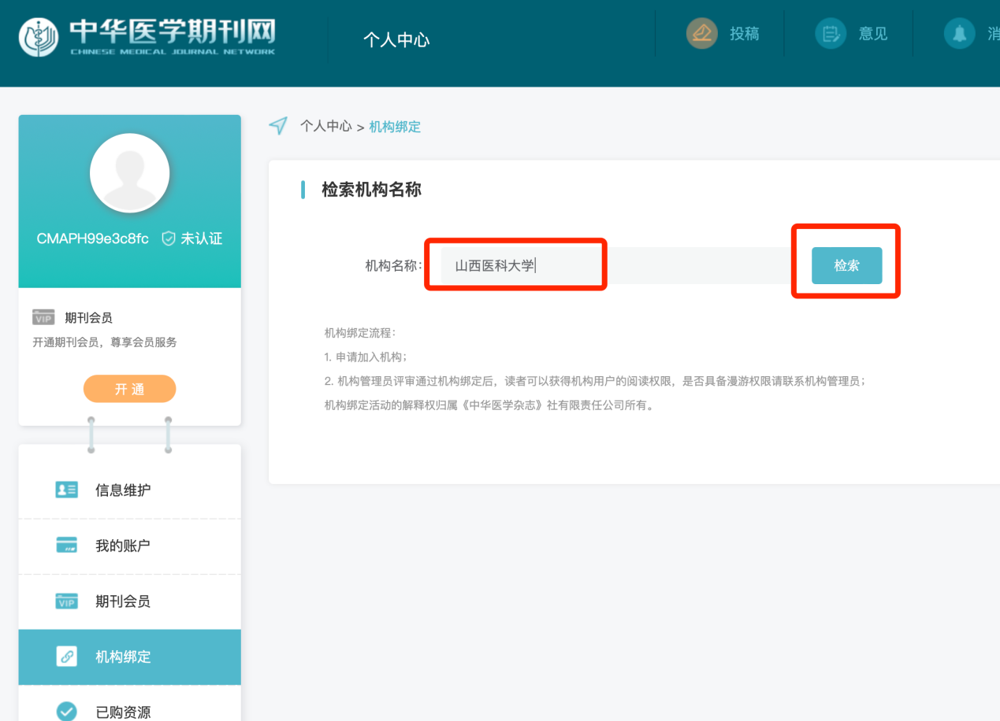 中华医学期刊网
CHINESE MEDICAL JOURNAL NETWORK
个人中心
投稿
意见
消
个人中心 > 机构绑定
CMAPH99e3c8fc 未认证
VIP 期刊会员
开通期刊会员，尊享会员服务
开 通
检索机构名称
机构名称： 山西医科大学 检索
机构绑定流程：
1. 申请加入机构；
2. 机构管理员评审通过机构绑定后，读者可以获得机构用户的阅读权限，是否具备漫游权限请联系机构管理员；
机构绑定活动的解释权归属《中华医学杂志》社有限责任公司所有。
信息维护
我的账户
VIP 期刊会员
机构绑定
已购资源